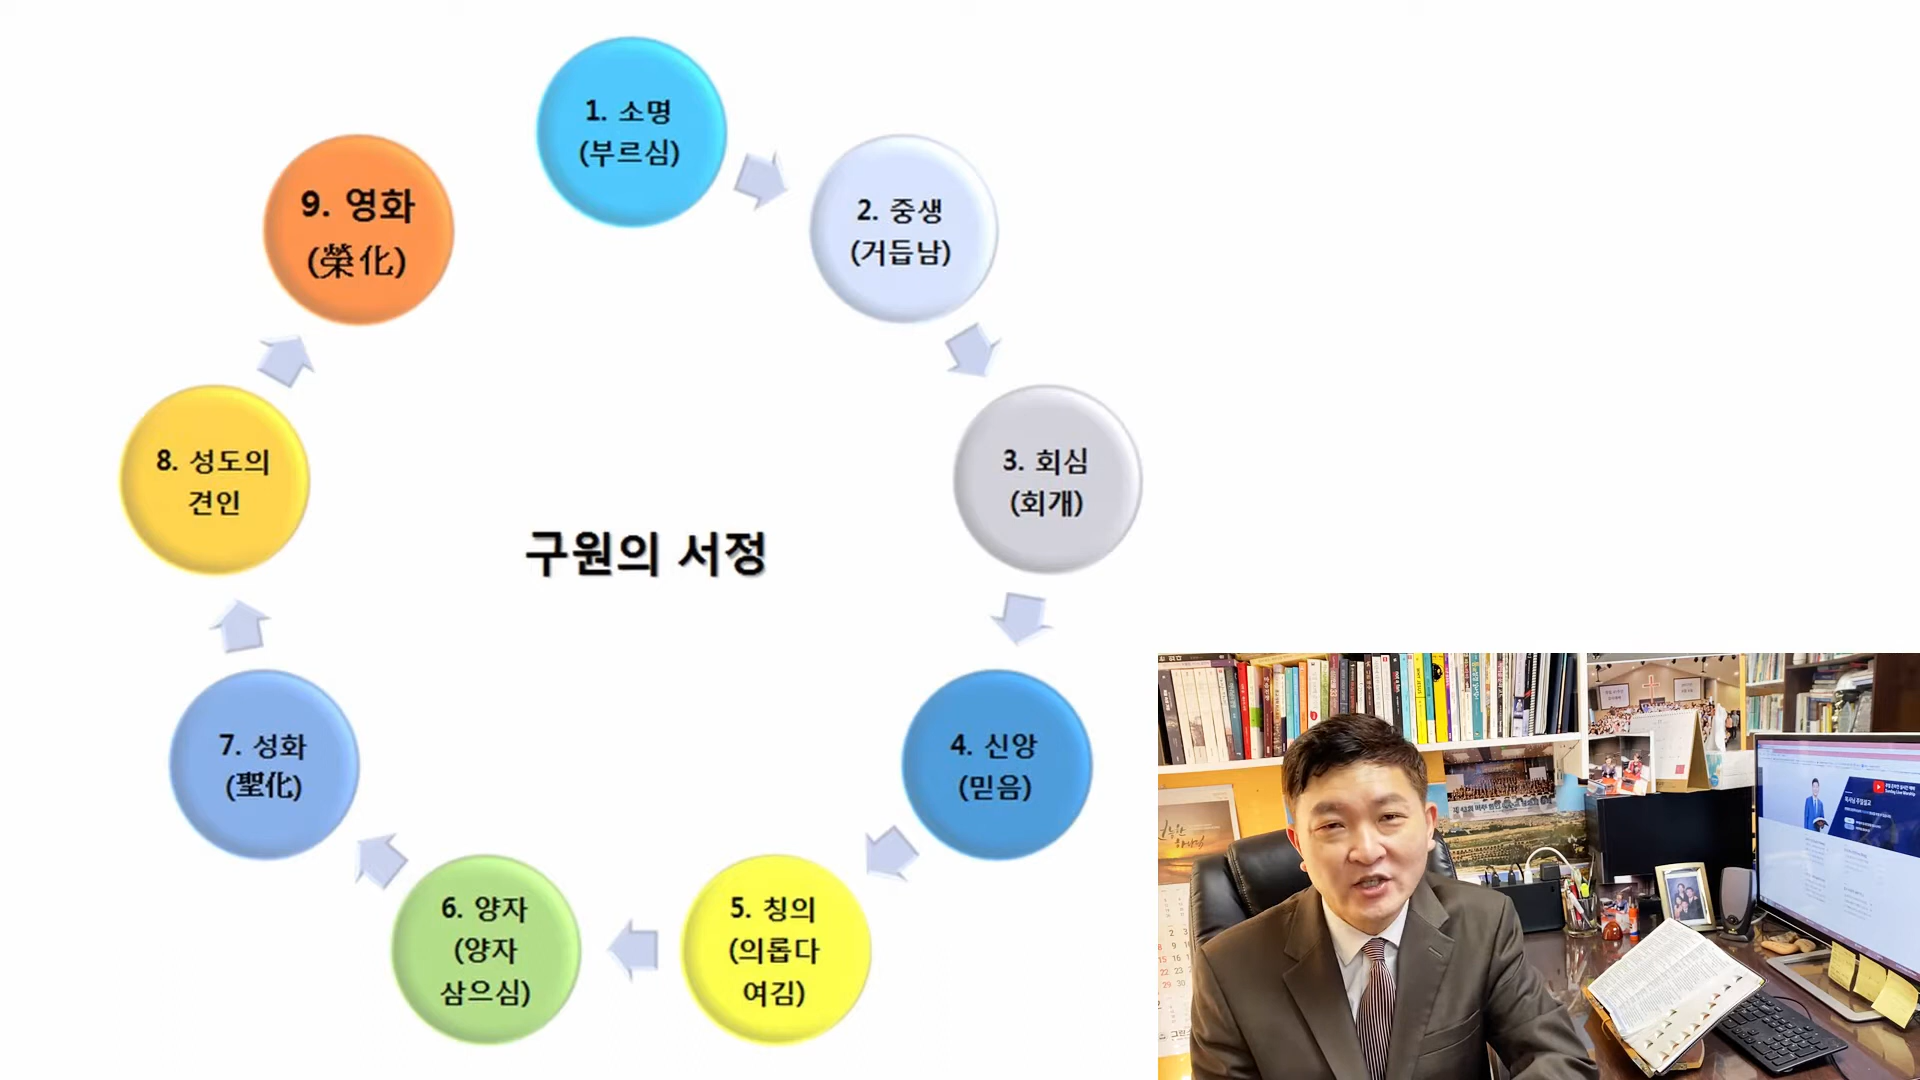 1. 소명
(부르심)
2. 중생
(거듭남)
3. 회심
(회개)
4. 신앙
(믿음)
5. 칭의
(의롭다
여김)
6. 양자
(양자
삼으심)
7. 성화
(聖化)
8. 성도의
견인
9. 영화
(榮化)
구원의 서정